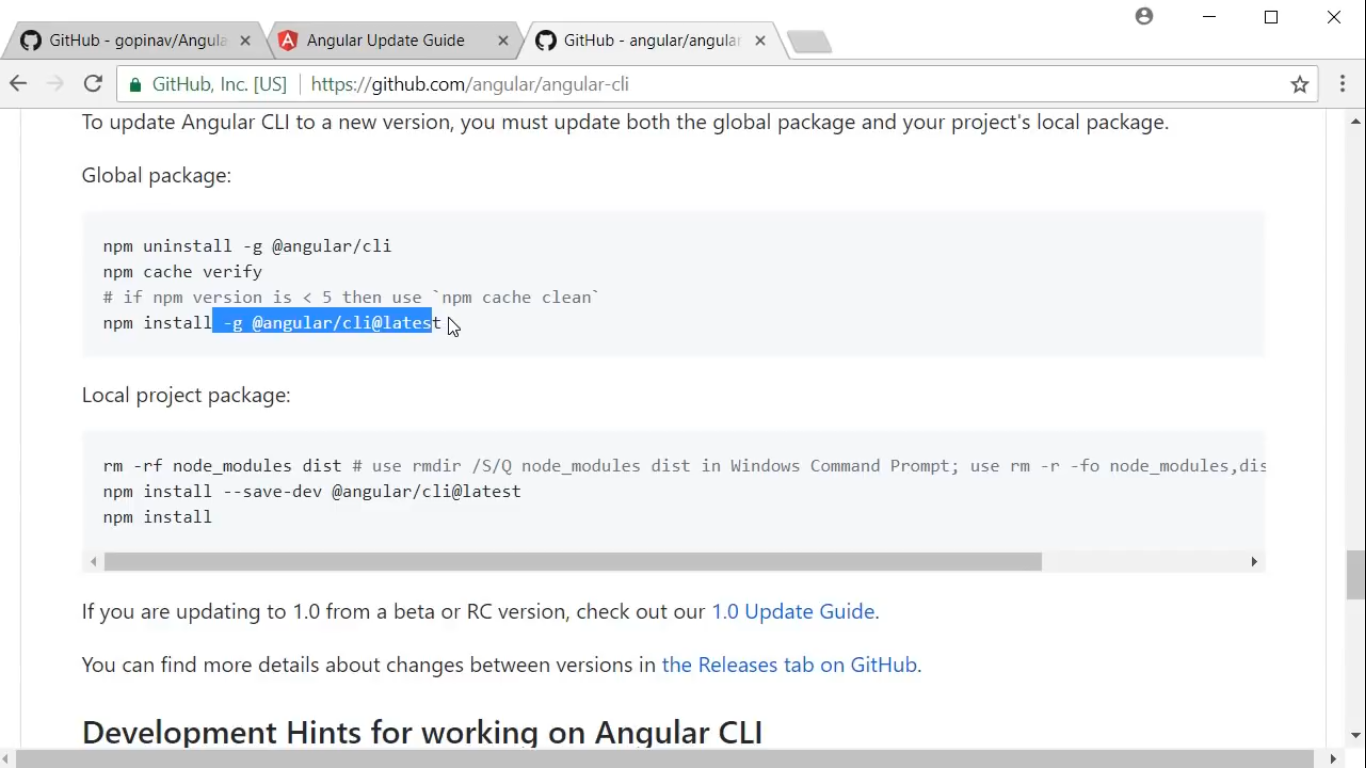 GitHub - gopinav/Angula
Angular Update Guide
GitHub - angular/angular
GitHub, Inc. [US]
https://github.com/angular/angular-cli
To update Angular CLI to a new version, you must update both the global package and your project's local package.
Global package:
npm uninstall -g @angular/cli
npm cache verify
# if npm version is < 5 then use `npm cache clean`
npm install -g @angular/cli@latest
Local project package:
rm -rf node_modules dist # use rmdir /S/Q node_modules dist in Windows Command Prompt; use rm -r -fo node_modules,dis
npm install --save-dev @angular/cli@latest
npm install
If you are updating to 1.0 from a beta or RC version, check out our 1.0 Update Guide.
You can find more details about changes between versions in the Releases tab on GitHub.
Development Hints for working on Angular CLI